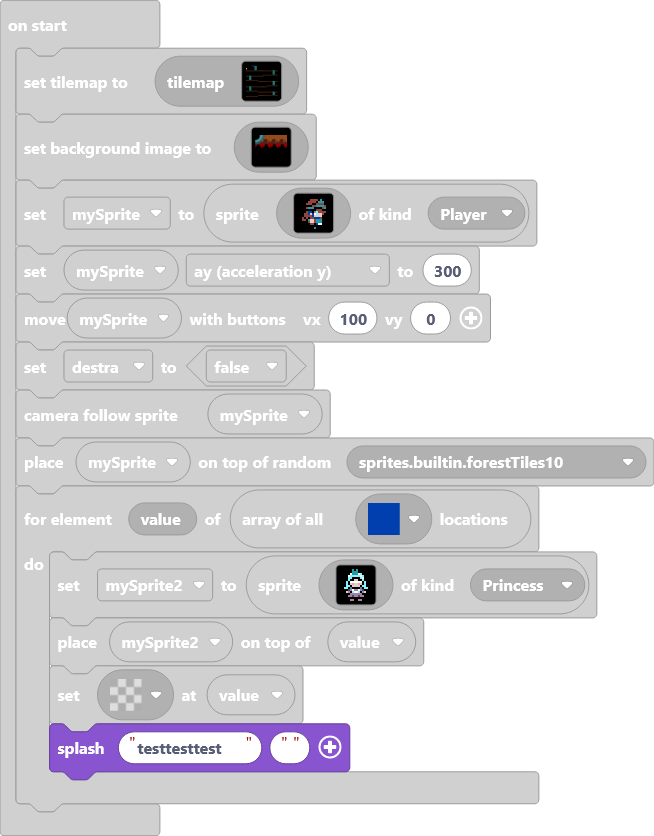 on start
set tilemap to tilemap
set background image to
set mySprite to sprite of kind Player
set mySprite ay (acceleration y) to 300
move mySprite with buttons vx 100 vy 0
set destra to false
camera follow sprite mySprite
place mySprite on top of random sprites.builtin.forestTiles10
for element value of array of all locations
do
set mySprite2 to sprite of kind Princess
place mySprite2 on top of value
set at value
splash "testtesttest" " "